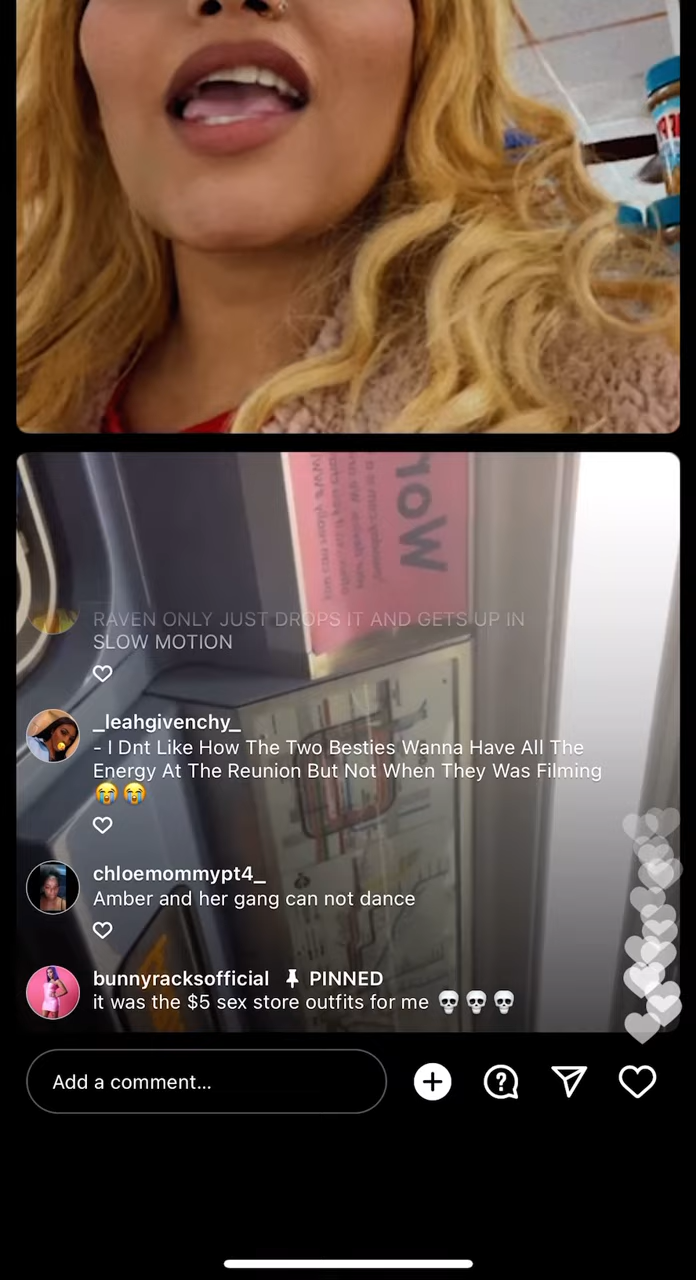 Wor
RAVEN ONLY JUST DROPS IT AND GETS UP IN
SLOW MOTION
_leahgivenchy_
- I Dnt Like How The Two Besties Wanna Have All The
Energy At The Reunion But Not When They Was Filming
😭😭
chloemommypt4_
Amber and her gang can not dance
bunnyracksofficial 📌 PINNED
it was the $5 sex store outfits for me 💀💀💀
Add a comment...